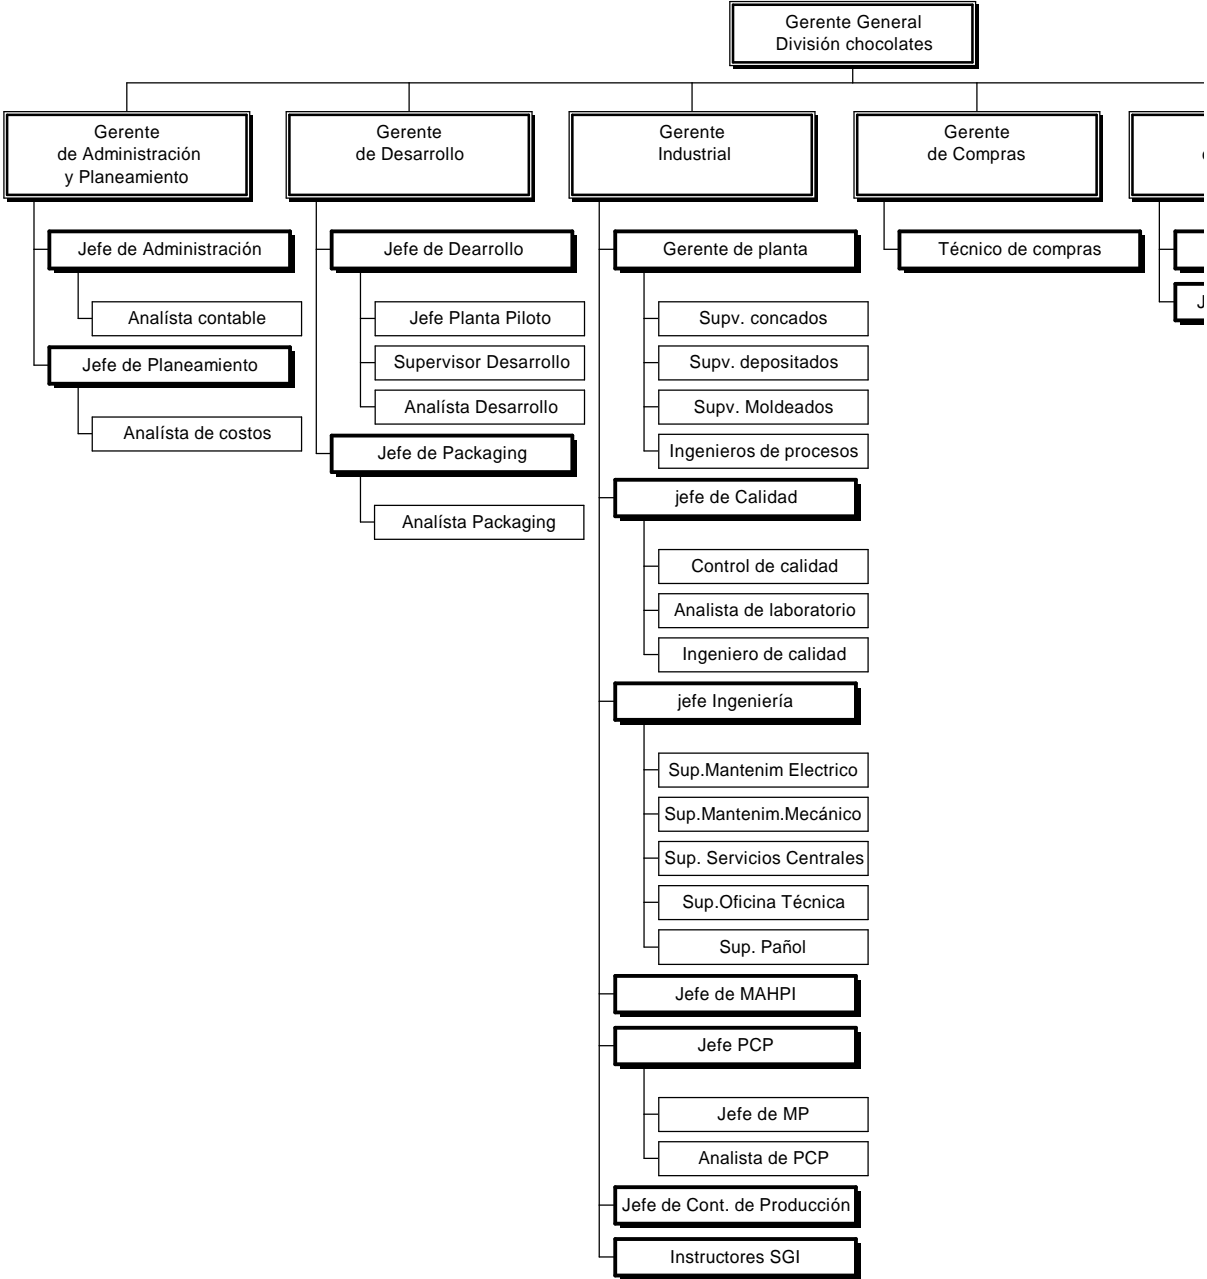 Gerente General
División chocolates
Gerente
de Administración
y Planeamiento
Gerente
de Desarrollo
Gerente
Industrial
Gerente
de Compras
Jefe de Administración
Analísta contable
Jefe de Planeamiento
Analísta de costos
Jefe de Dearrollo
Jefe Planta Piloto
Supervisor Desarrollo
Analísta Desarrollo
Jefe de Packaging
Analísta Packaging
Gerente de planta
Supv. concados
Supv. depositados
Supv. Moldeados
Ingenieros de procesos
jefe de Calidad
Control de calidad
Analista de laboratorio
Ingeniero de calidad
jefe Ingeniería
Sup.Mantenim Electrico
Sup.Mantenim.Mecánico
Sup. Servicios Centrales
Sup.Oficina Técnica
Sup. Pañol
Jefe de MAHPI
Jefe PCP
Jefe de MP
Analista de PCP
Jefe de Cont. de Producción
Instructores SGI
Técnico de compras